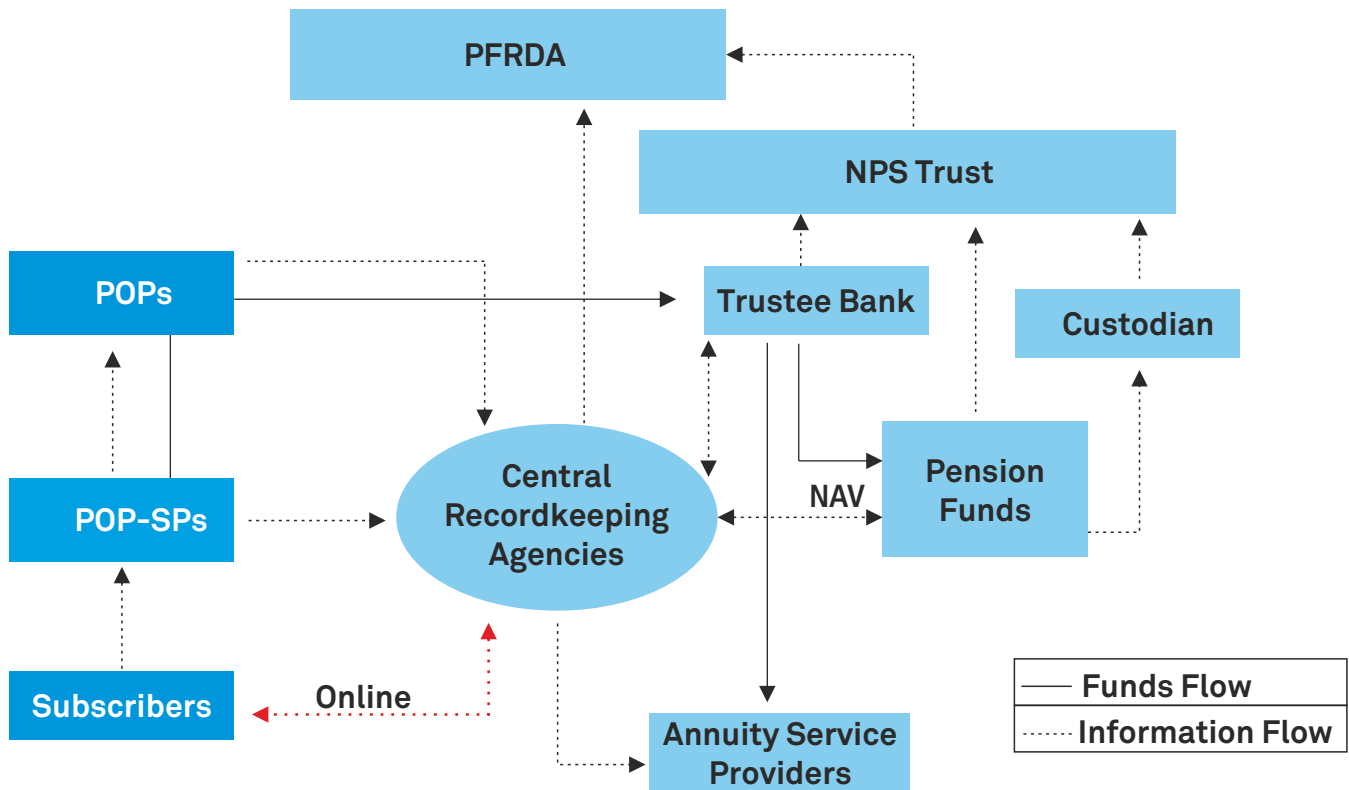 PFRDA
NPS Trust
POPs
Trustee Bank
Custodian
Central
Recordkeeping
Agencies
Pension
Funds
NAV
POP-SPs
Subscribers
Online
Annuity Service
Providers
Funds Flow
Information Flow